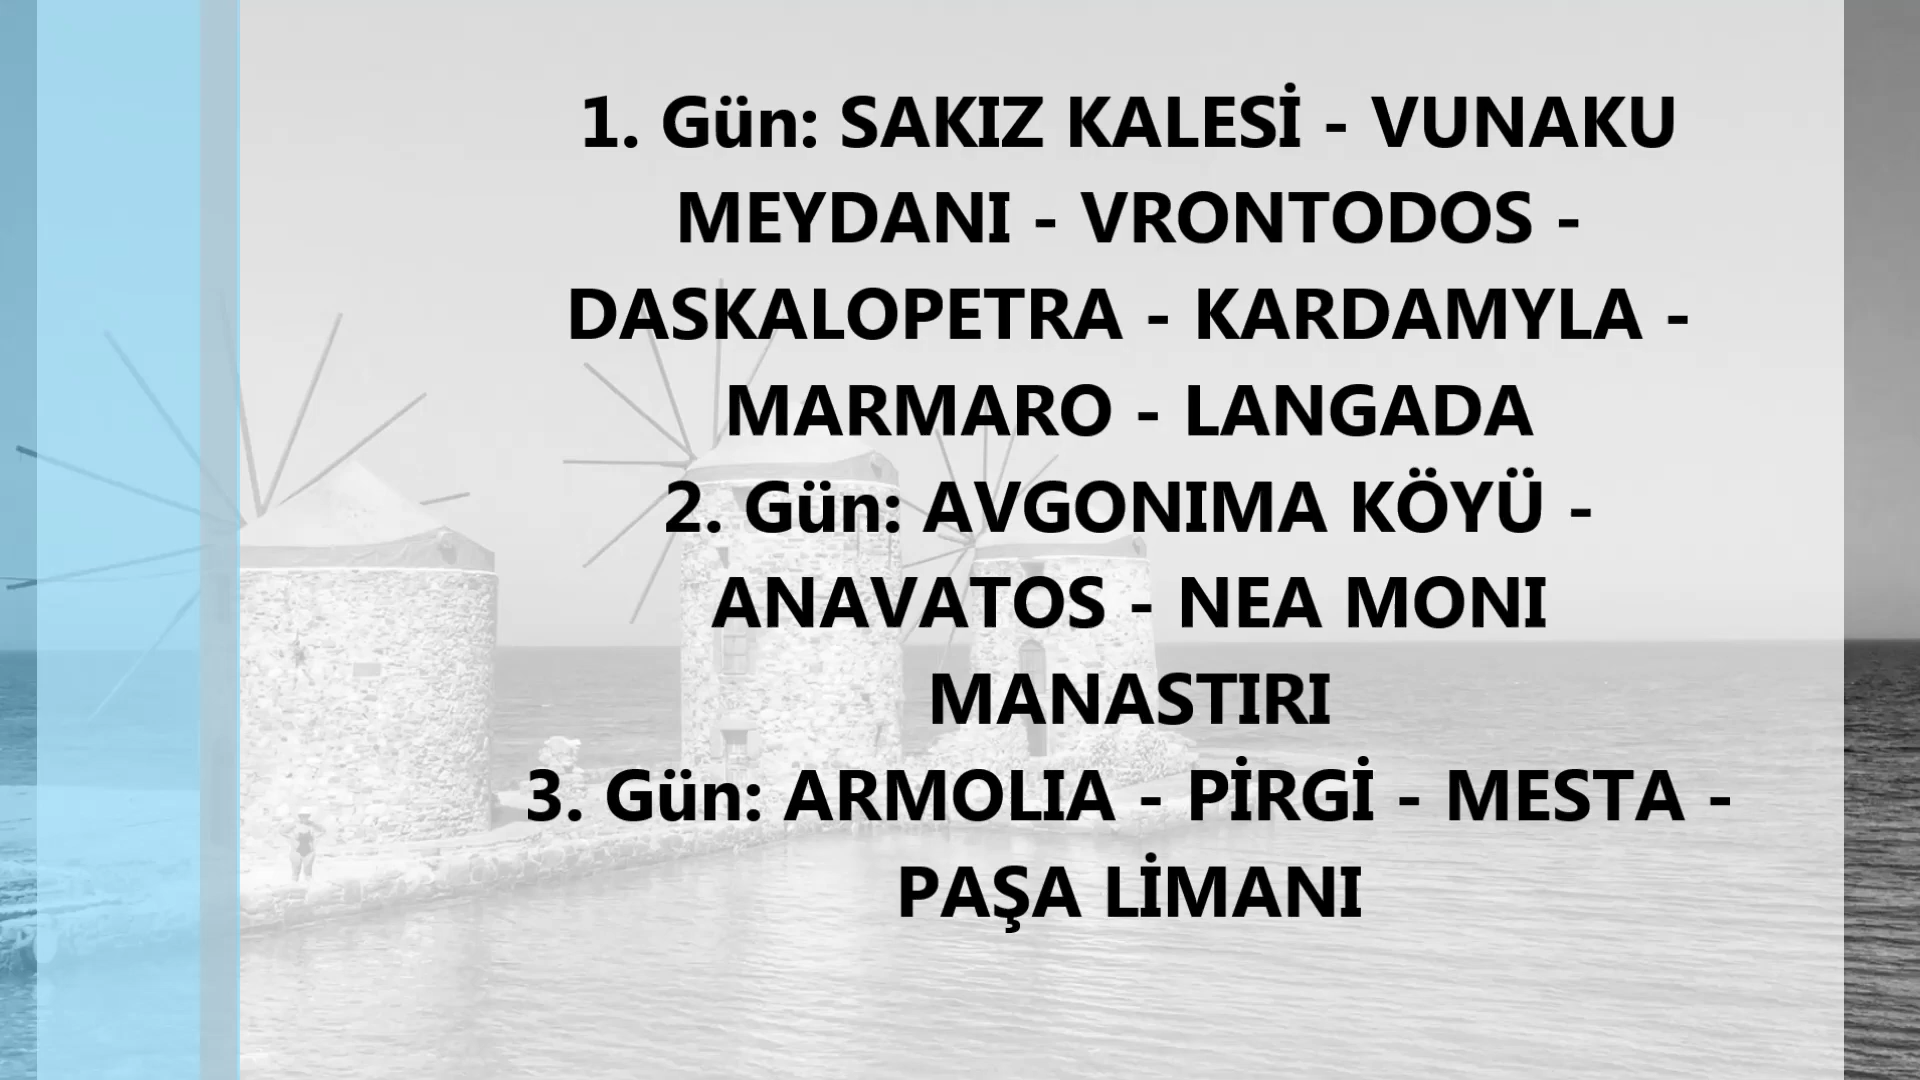 1. Gün: SAKIZ KALESİ - VUNAKU
MEYDANI - VRONTODOS -
DASKALOPETRA - KARDAMYLA -
MARMARO - LANGADA
2. Gün: AVGONIMA KÖYÜ -
ANAVATOS - NEA MONI
MANASTIRI
3. Gün: ARMOLIA - PİRGİ - MESTA -
PAŞA LİMANI